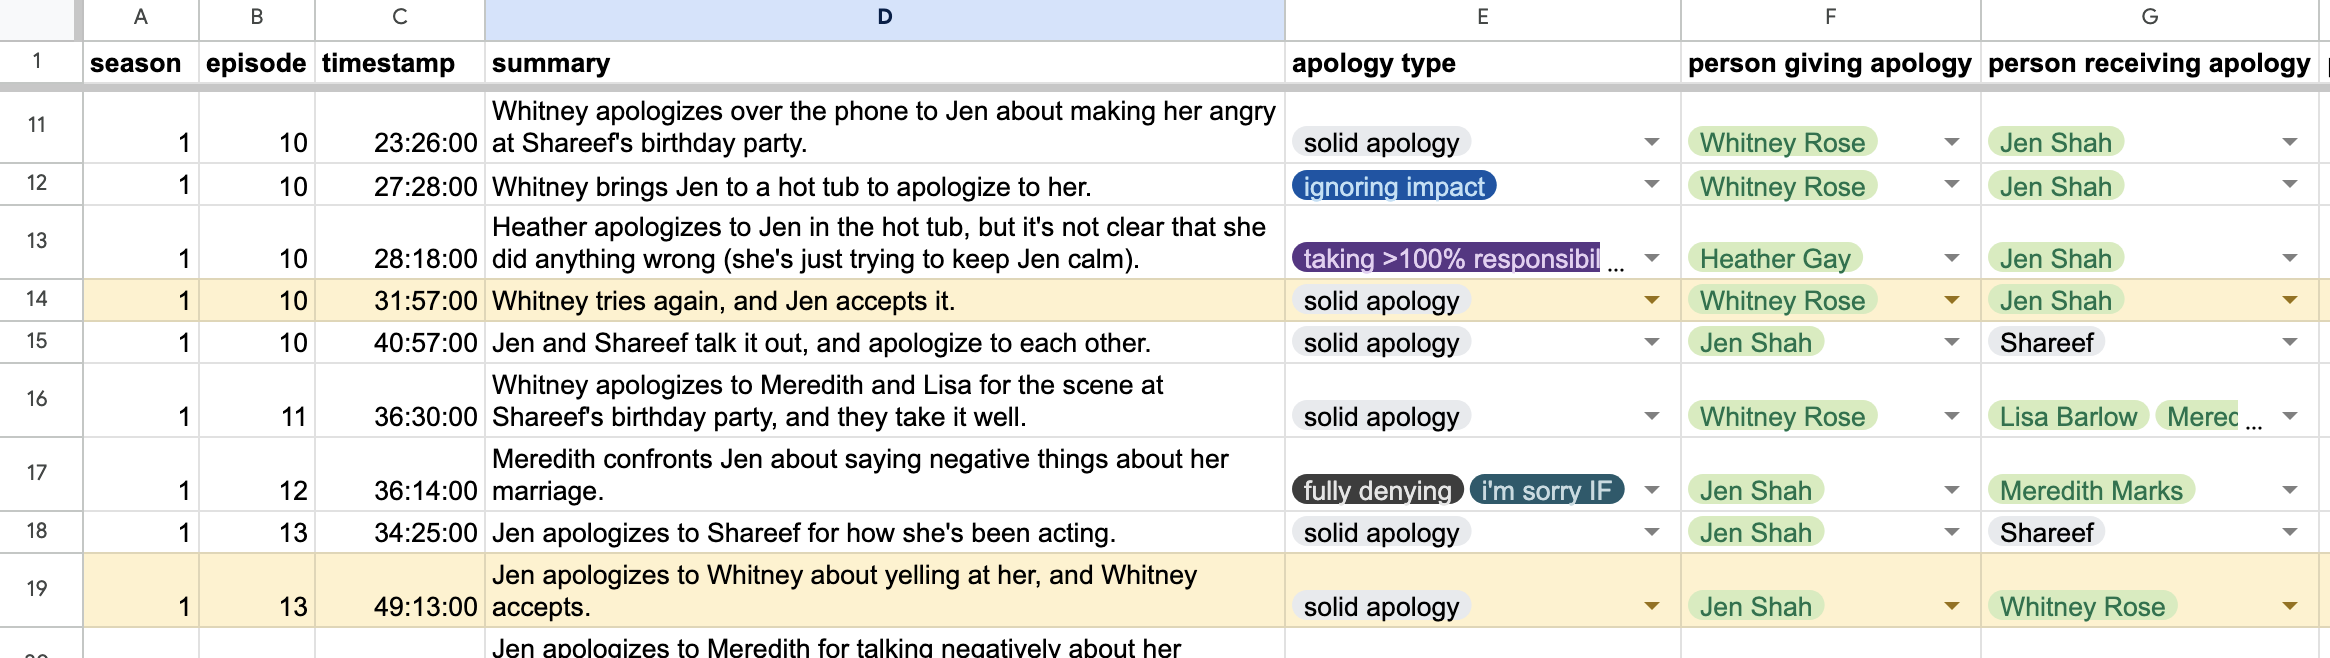 A B C D E F G
1 season episode timestamp summary apology type person giving apology person receiving apology
Whitney apologizes over the phone to Jen about making her angry
11 1 10 23:26:00 at Shareef's birthday party. solid apology Whitney Rose Jen Shah
12 1 10 27:28:00 Whitney brings Jen to a hot tub to apologize to her. ignoring impact Whitney Rose Jen Shah
Heather apologizes to Jen in the hot tub, but it's not clear that she
13 1 10 28:18:00 did anything wrong (she's just trying to keep Jen calm). taking >100% responsibil ... Heather Gay Jen Shah
14 1 10 31:57:00 Whitney tries again, and Jen accepts it. solid apology Whitney Rose Jen Shah
15 1 10 40:57:00 Jen and Shareef talk it out, and apologize to each other. solid apology Jen Shah Shareef
Whitney apologizes to Meredith and Lisa for the scene at
16 1 11 36:30:00 Shareef's birthday party, and they take it well. solid apology Whitney Rose Lisa Barlow Mered ...
Meredith confronts Jen about saying negative things about her
17 1 12 36:14:00 marriage. fully denying i'm sorry IF Jen Shah Meredith Marks
18 1 13 34:25:00 Jen apologizes to Shareef for how she's been acting. solid apology Jen Shah Shareef
Jen apologizes to Whitney about yelling at her, and Whitney
19 1 13 49:13:00 accepts. solid apology Jen Shah Whitney Rose
Jen apologizes to Meredith for talking negatively about her